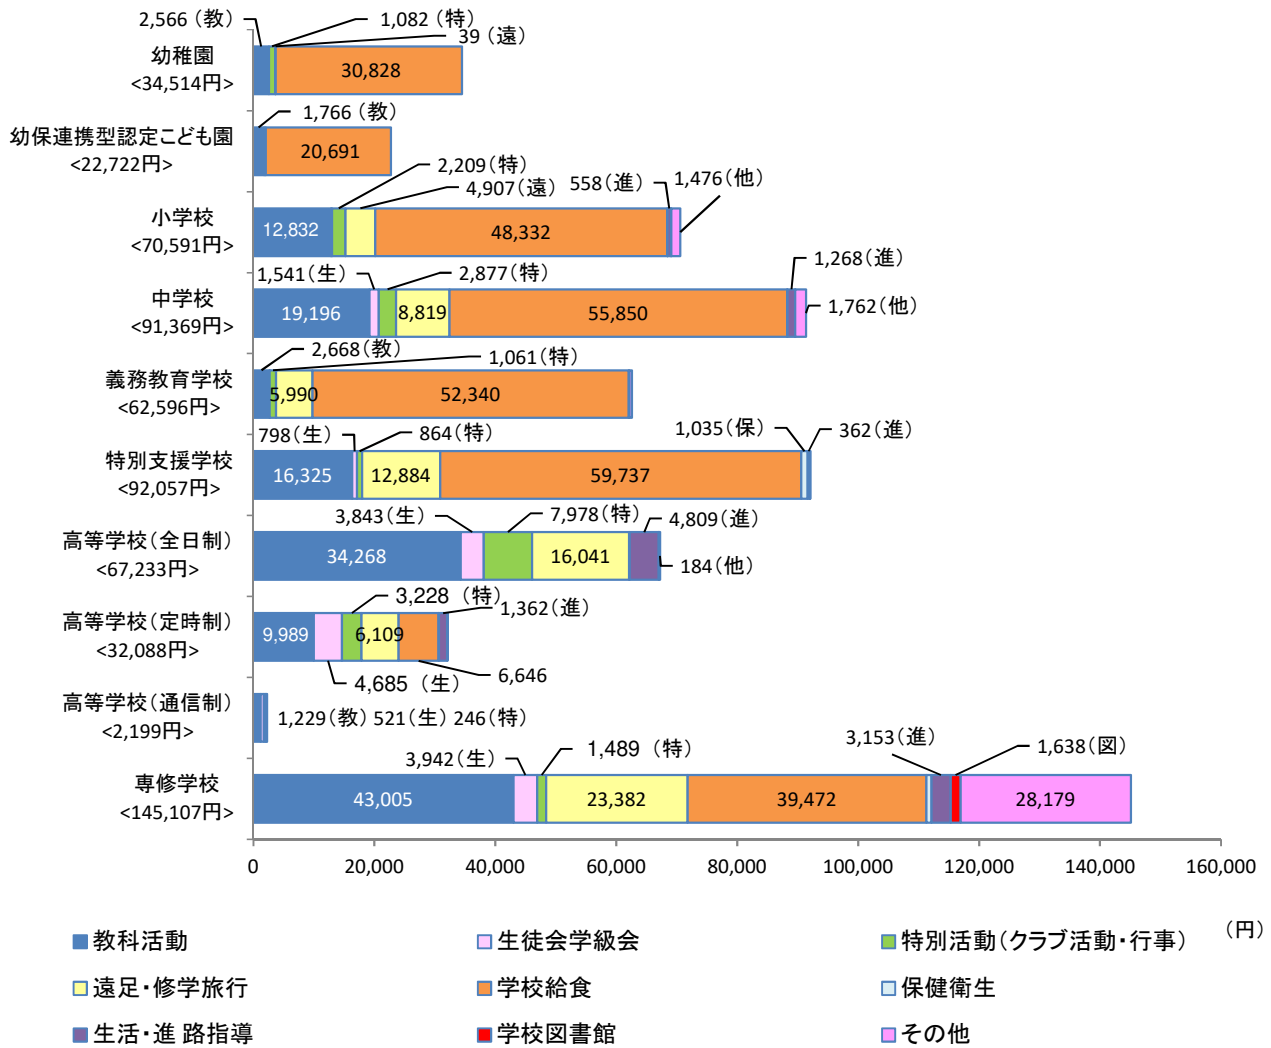 2,566（教）
1,082（特）
39（遠）
幼稚園
<34,514円>
30,828
1,766（教）
幼保連携型認定こども園
<22,722円>
20,691
2,209（特）
4,907（遠）
558（進）
1,476（他）
小学校
<70,591円>
12,832
48,332
1,541（生）
2,877（特）
1,268（進）
中学校
<91,369円>
19,196
8,819
55,850
1,762（他）
2,668（教）
1,061（特）
義務教育学校
<62,596円>
5,990
52,340
798（生）
864（特）
1,035（保）
362（進）
特別支援学校
<92,057円>
16,325
12,884
59,737
3,843（生）
7,978（特）
4,809（進）
高等学校（全日制）
<67,233円>
34,268
16,041
184（他）
3,228（特）
1,362（進）
高等学校（定時制）
<32,088円>
9,989
6,109
4,685（生）
6,646
高等学校（通信制）
<2,199円>
1,229（教）521（生）246（特）
3,942（生）
1,489（特）
3,153（進）
1,638（図）
専修学校
<145,107円>
43,005
23,382
39,472
28,179
0 20,000 40,000 60,000 80,000 100,000 120,000 140,000 160,000
（円）
教科活動 生徒会学級会 特別活動（クラブ活動・行事）
遠足・修学旅行 学校給食 保健衛生
生活・進 路指導 学校図書館 その他